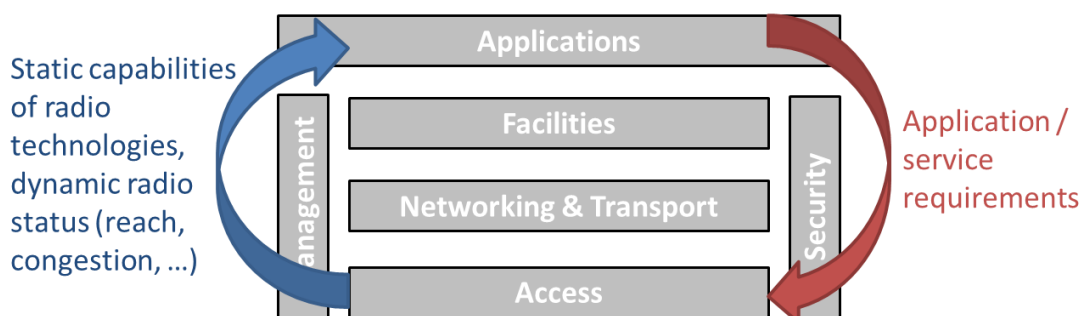 Applications
Static capabilities
of radio
technologies,
dynamic radio
status (reach,
congestion, ...)
anagement
Facilities
Networking & Transport
Access
Security
Application /
service
requirements